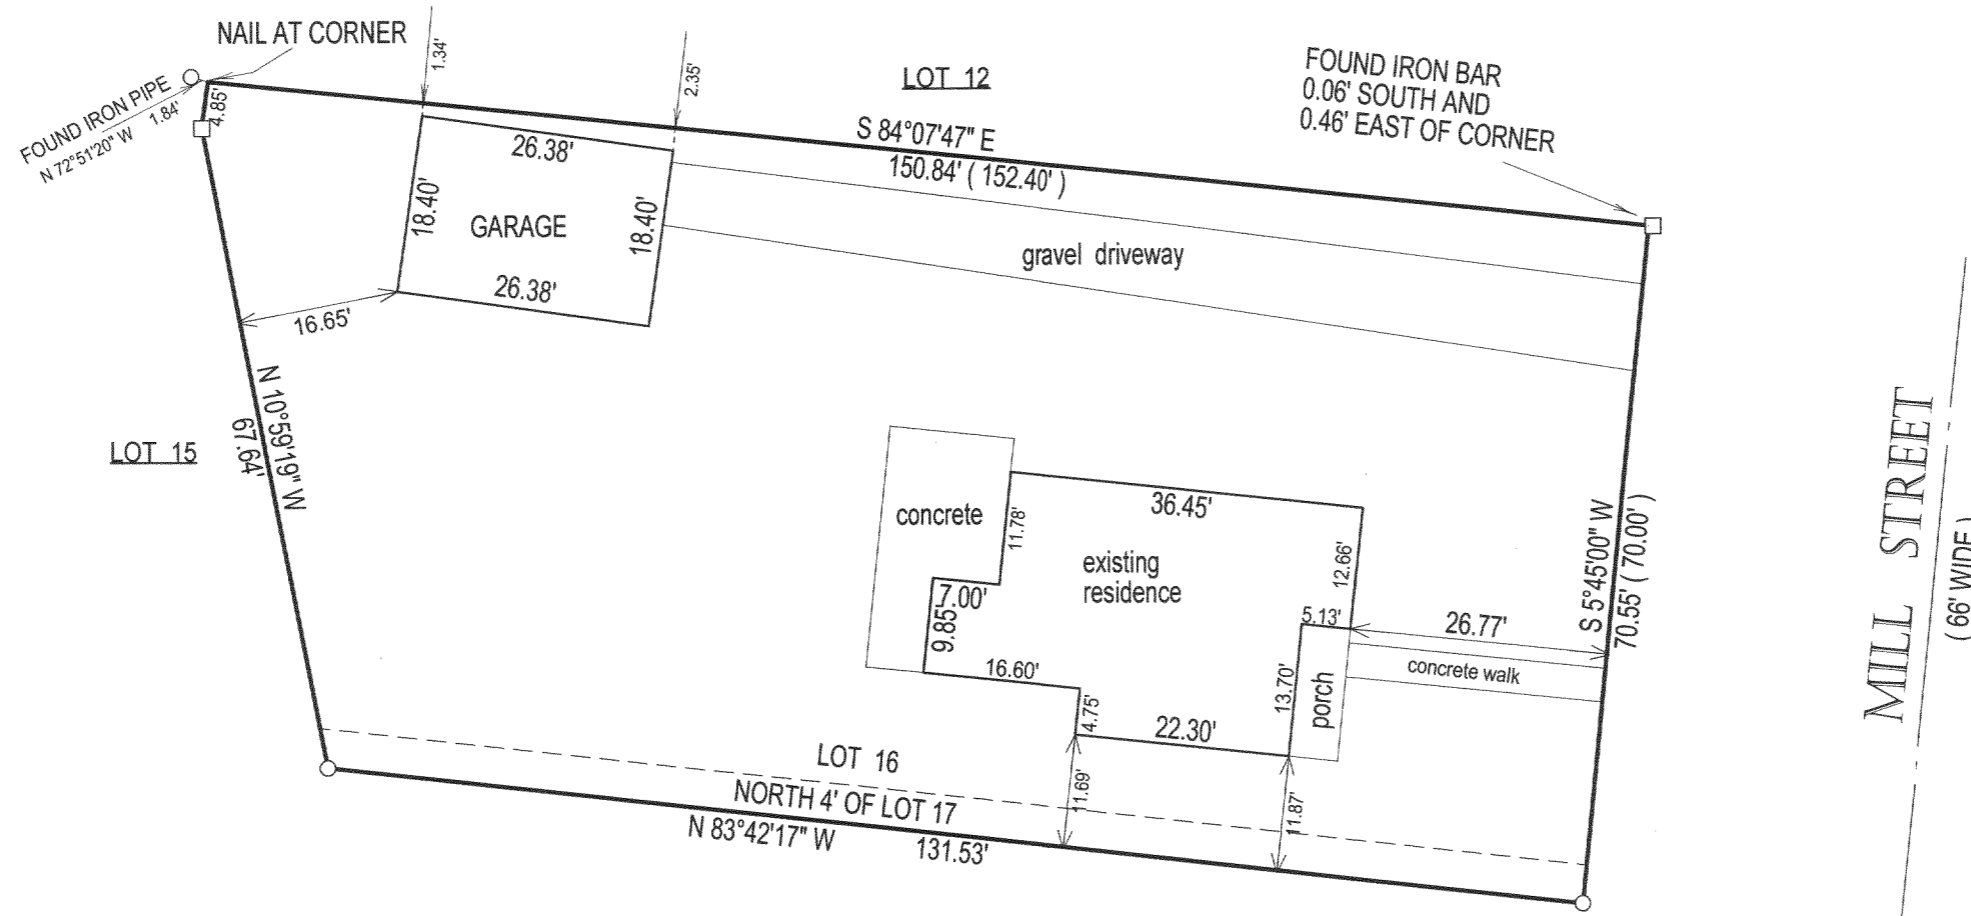 NAIL AT CORNER
FOUND IRON PIPE
N 72°51'20" W 1.84'
4.85'
1.34'
2.35'
LOT 12
S 84°07'47" E
150.84' ( 152.40' )
FOUND IRON BAR
0.06' SOUTH AND
0.46' EAST OF CORNER
26.38'
18.40'
GARAGE
18.40'
26.38'
16.65'
gravel driveway
N 10°59'19" W
67.64'
LOT 15
concrete
11.78'
36.45'
existing
residence
12.66'
7.00'
9.85'
5.13'
26.77'
concrete walk
S 5°45'00" W
70.55' ( 70.00' )
MILL STREET
( 66' WIDE )
16.60'
4.75'
22.30'
13.70'
porch
11.69'
11.87'
LOT 16
NORTH 4' OF LOT 17
N 83°42'17" W 131.53'